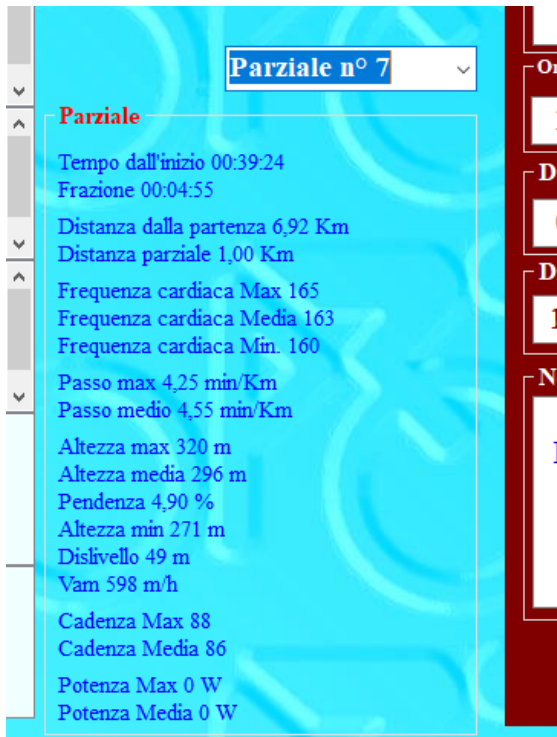 Parziale n° 7
Parziale
Tempo dall'inizio 00:39:24
Frazione 00:04:55
Distanza dalla partenza 6,92 Km
Distanza parziale 1,00 Km
Frequenza cardiaca Max 165
Frequenza cardiaca Media 163
Frequenza cardiaca Min. 160
Passo max 4,25 min/Km
Passo medio 4,55 min/Km
Altezza max 320 m
Altezza media 296 m
Pendenza 4,90 %
Altezza min 271 m
Dislivello 49 m
Vam 598 m/h
Cadenza Max 88
Cadenza Media 86
Potenza Max 0 W
Potenza Media 0 W